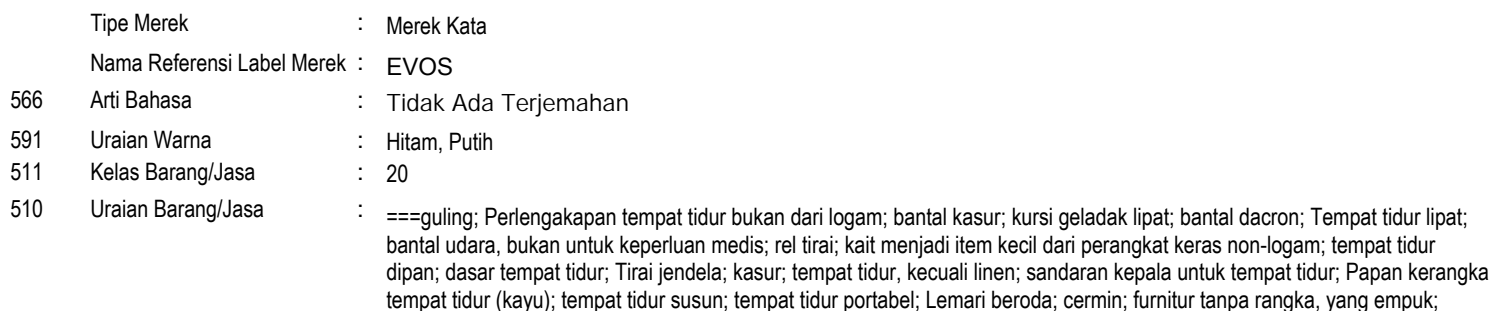 Tipe Merek : Merek Kata
Nama Referensi Label Merek : EVOS
566 Arti Bahasa : Tidak Ada Terjemahan
591 Uraian Warna : Hitam, Putih
511 Kelas Barang/Jasa : 20
510 Uraian Barang/Jasa : ===guling; Perlengakapan tempat tidur bukan dari logam; bantal kasur; kursi geladak lipat; bantal dacron; Tempat tidur lipat;
bantal udara, bukan untuk keperluan medis; rel tirai; kait menjadi item kecil dari perangkat keras non-logam; tempat tidur
dipan; dasar tempat tidur; Tirai jendela; kasur; tempat tidur, kecuali linen; sandaran kepala untuk tempat tidur; Papan kerangka
tempat tidur (kayu); tempat tidur susun; tempat tidur portabel; Lemari beroda; cermin; furnitur tanpa rangka, yang empuk;